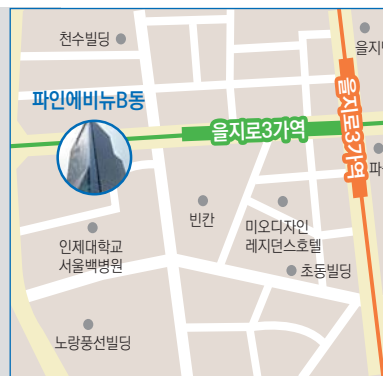 천수빌딩
파인에비뉴B동
을지로3가역
을지로3가역
빈칸
미오디자인
레지던스호텔
인제대학교
서울백병원
초동빌딩
노랑풍선빌딩